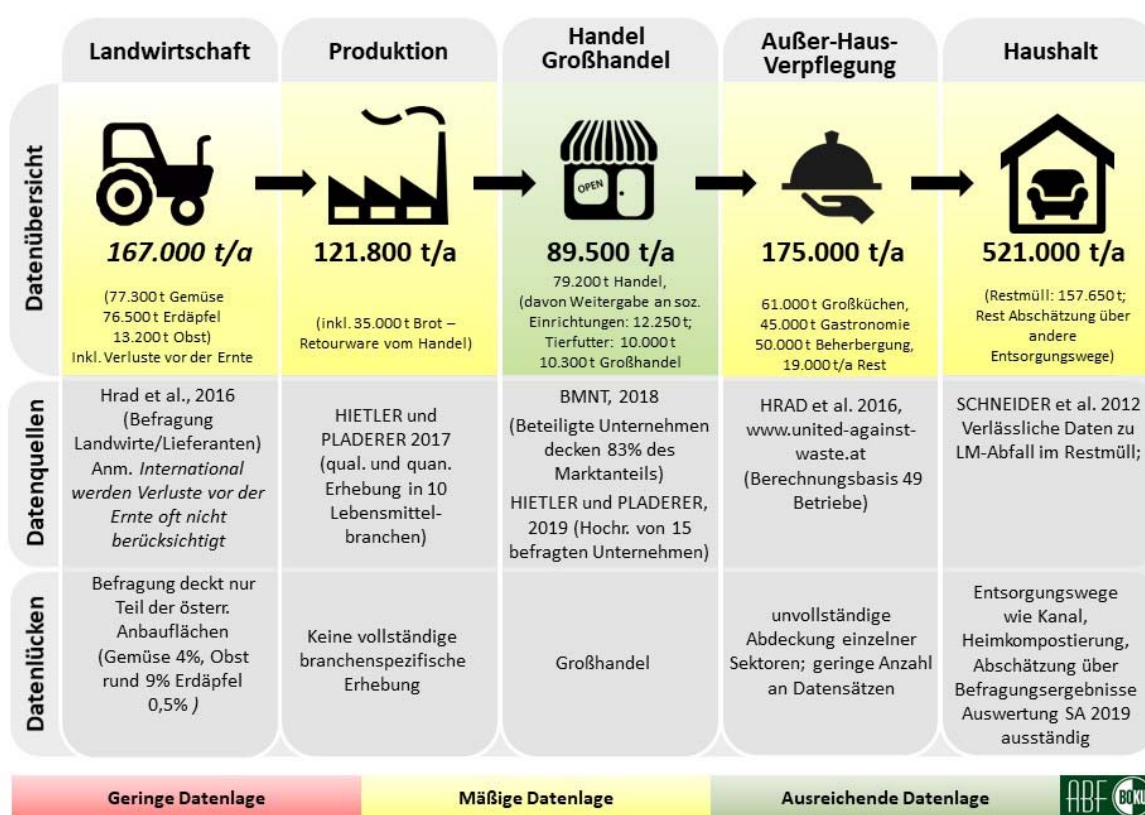 Landwirtschaft
Produktion
Handel
Großhandel
Außer-Haus-
Verpflegung
Haushalt
Datenübersicht
167.000 t/a
(77.300 t Gemüse
76.500 t Erdäpfel
13.200 t Obst)
Inkl. Verluste vor der Ernte
121.800 t/a
(inkl. 35.000 t Brot –
Retourware vom Handel)
OPEN
89.500 t/a
79.200 t Handel,
(davon Weitergabe an soz.
Einrichtungen: 12.250 t;
Tierfutter: 10.000 t
10.300 t Großhandel
175.000 t/a
61.000 t Großküchen,
45.000 t Gastronomie
50.000 t Beherbergung,
19.000 t/a Rest
521.000 t/a
(Restmüll: 157.650 t;
Rest Abschätzung über
andere
Entsorgungswege)
Datenquellen
Hrad et al., 2016
(Befragung
Landwirte/Lieferanten)
Anm. International
werden Verluste vor der
Ernte oft nicht
berücksichtigt
HIETLER und
PLADERER 2017
(qual. und quan.
Erhebung in 10
Lebensmittel-
branchen)
BMNT, 2018
(Beteiligte Unternehmen
decken 83% des
Marktanteils)
HIETLER und PLADERER,
2019 (Hochr. von 15
befragten Unternehmen)
HRAD et al. 2016,
www.united-against-
waste.at
(Berechnungsbasis 49
Betriebe)
SCHNEIDER et al. 2012
Verlässliche Daten zu
LM-Abfall im Restmüll;
Datenlücken
Befragung deckt nur
Teil der österr.
Anbauflächen
(Gemüse 4%, Obst
rund 9% Erdäpfel
0,5% )
Keine vollständige
branchenspezifische
Erhebung
Großhandel
unvollständige
Abdeckung einzelner
Sektoren; geringe Anzahl
an Datensätzen
Entsorgungswege
wie Kanal,
Heimkompostierung,
Abschätzung über
Befragungsergebnisse
Auswertung SA 2019
ausständig
Geringe Datenlage
Mäßige Datenlage
Ausreichende Datenlage
ABF BOKU